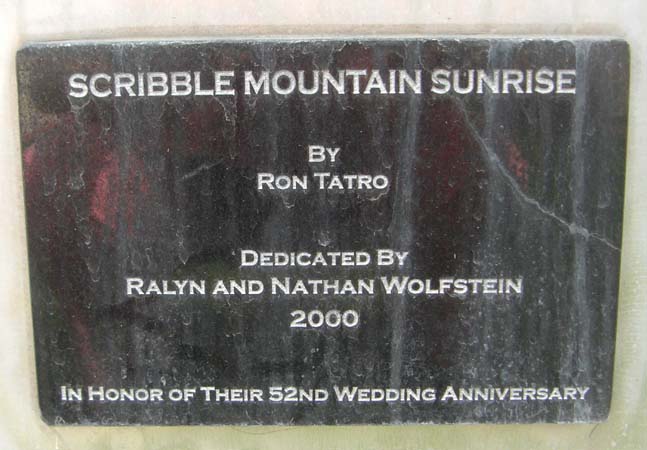 SCRIBBLE MOUNTAIN SUNRISE
BY
RON TATRO
DEDICATED BY
RALYN AND NATHAN WOLFSTEIN
2000
IN HONOR OF THEIR 52ND WEDDING ANNIVERSARY